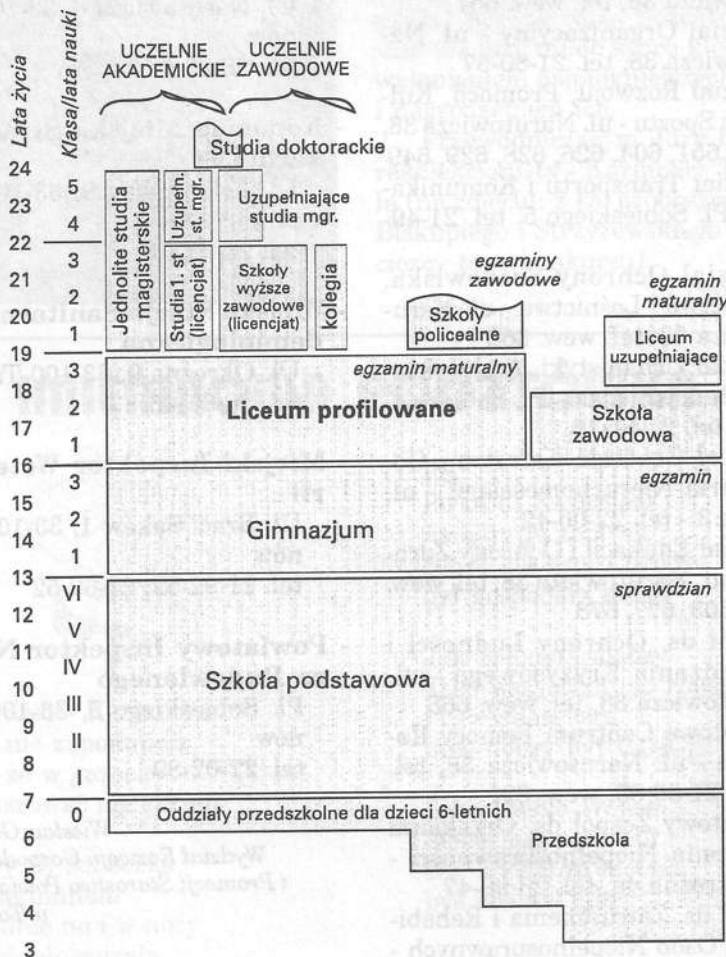 UCZELNIE AKADEMICKIE
UCZELNIE ZAWODOWE
Lata życia
Klasa/lata nauki
Studia doktorackie
24
23
22
21
20
19
18
17
16
15
14
13
12
11
10
9
8
7
6
5
4
3
5
4
3
2
1
3
2
1
3
2
1
VI
V
IV
III
II
I
0
Jednolite studia
magisterskie
Uzupełn.
st. mgr.
Uzupełniające
studia mgr.
Studia 1. st
(licencjat)
Szkoły
wyższe
zawodowe
(licencjat)
kolegia
egzaminy
zawodowe
Szkoły
policealne
egzamin
maturalny
Liceum
uzupełniające
egzamin maturalny
Liceum profilowane
Szkoła
zawodowa
egzamin
Gimnazjum
sprawdzian
Szkoła podstawowa
Oddziały przedszkolne dla dzieci 6-letnich
Przedszkola